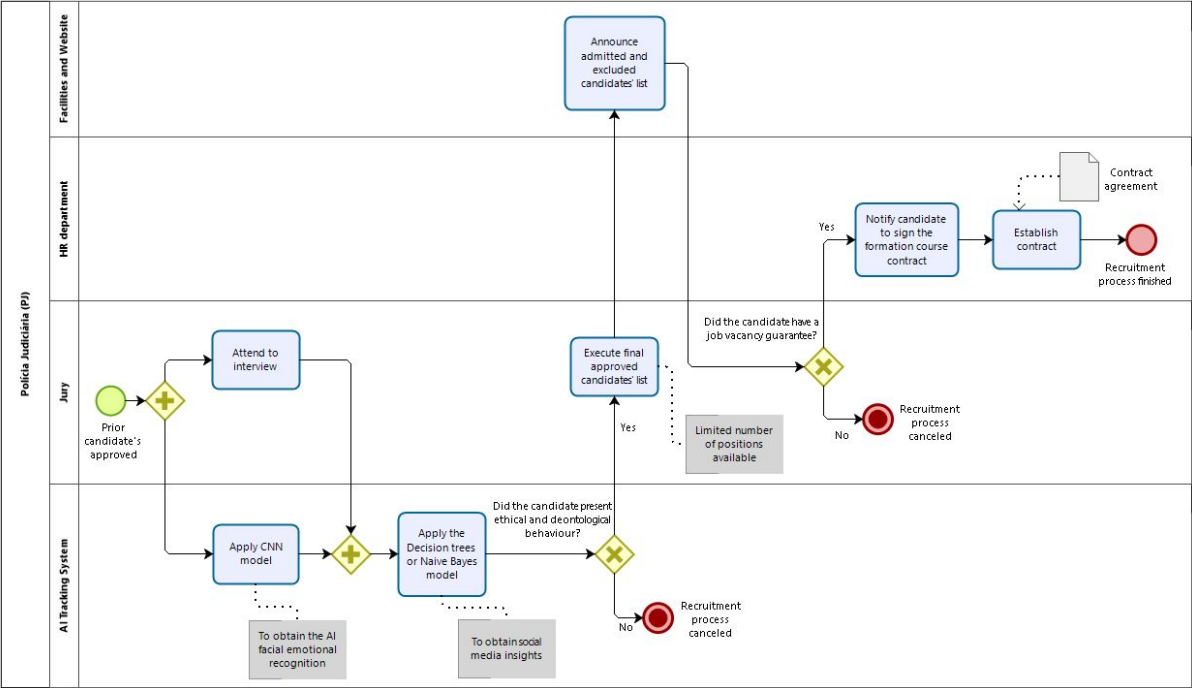 Polícia Judiciária (PJ)
Facilities and Website
Announce
admitted and
excluded
candidates' list
HR department
Contract
agreement
Yes
Notify candidate
to sign the
formation course
contract
Establish
contract
Recruitment
process finished
Jury
Prior
candidate's
approved
Attend to
interview
Execute final
approved
candidates' list
Yes
Limited number
of positions
available
Did the candidate have a
job vacancy guarantee?
No
Recruitment
process
canceled
AI Tracking System
Apply CNN
model
To obtain the AI
facial emotional
recognition
Apply the
Decision trees
or Naive Bayes
model
To obtain social
media insights
Did the candidate present
ethical and deontological
behaviour?
No
Recruitment
process
canceled